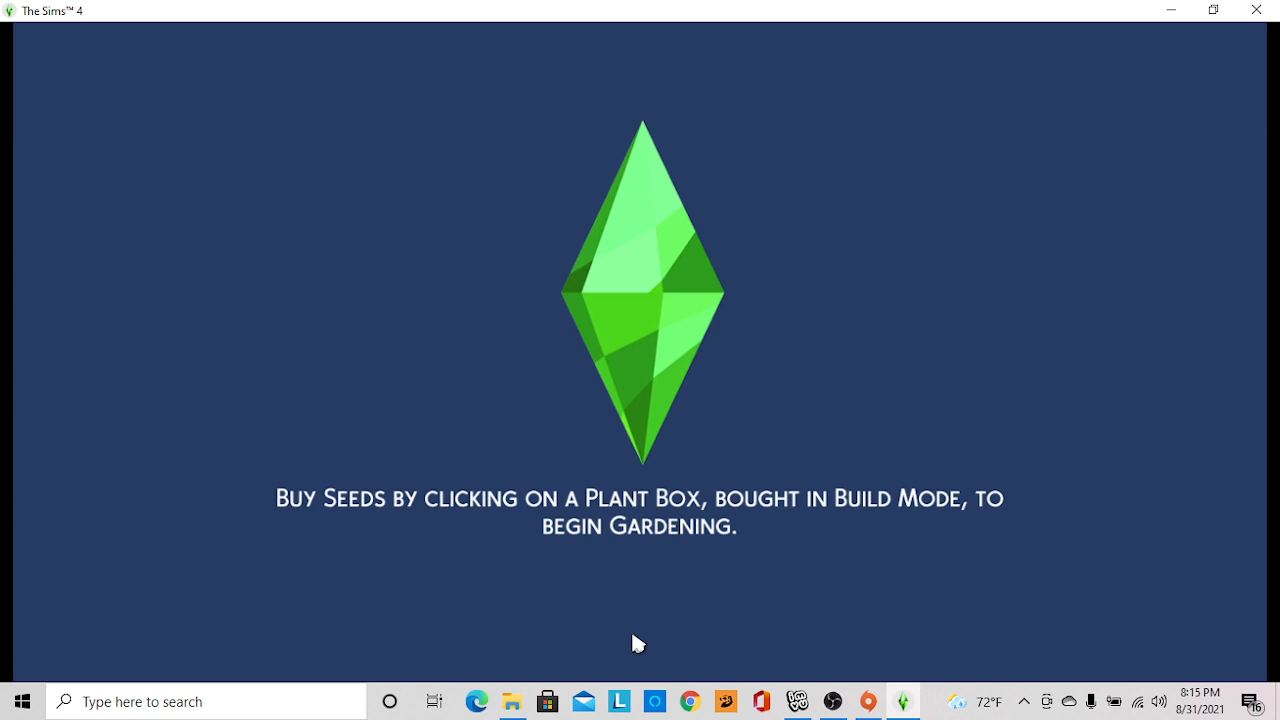 The Sims™ 4
BUY SEEDS BY CLICKING ON A PLANT BOX, BOUGHT IN BUILD MODE, TO
BEGIN GARDENING.
Type here to search
72°F
8:15 PM
8/31/2021
16